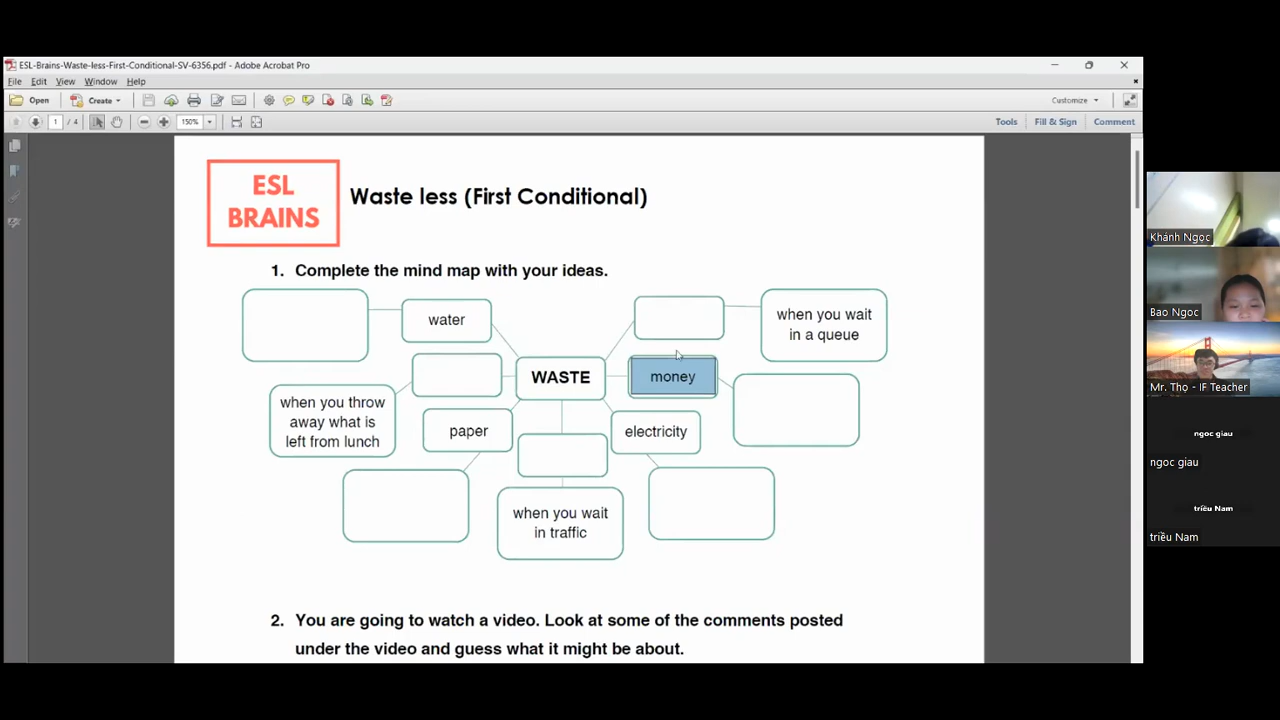 ESL-Brains-Waste-less-First-Conditional-SV-6356.pdf - Adobe Acrobat Pro
File Edit View Window Help
Open Create Customize
1 / 4 150% Tools Fill & Sign Comment
ESL
BRAINS
Waste less (First Conditional)
1. Complete the mind map with your ideas.
water
when you wait
in a queue
WASTE
money
when you throw
away what is
left from lunch
paper
electricity
when you wait
in traffic
2. You are going to watch a video. Look at some of the comments posted
under the video and guess what it might be about.
Khánh Ngọc
Bao Ngoc
Mr. Thọ - IF Teacher
ngoc giau
ngoc giau
triều Nam
triều Nam